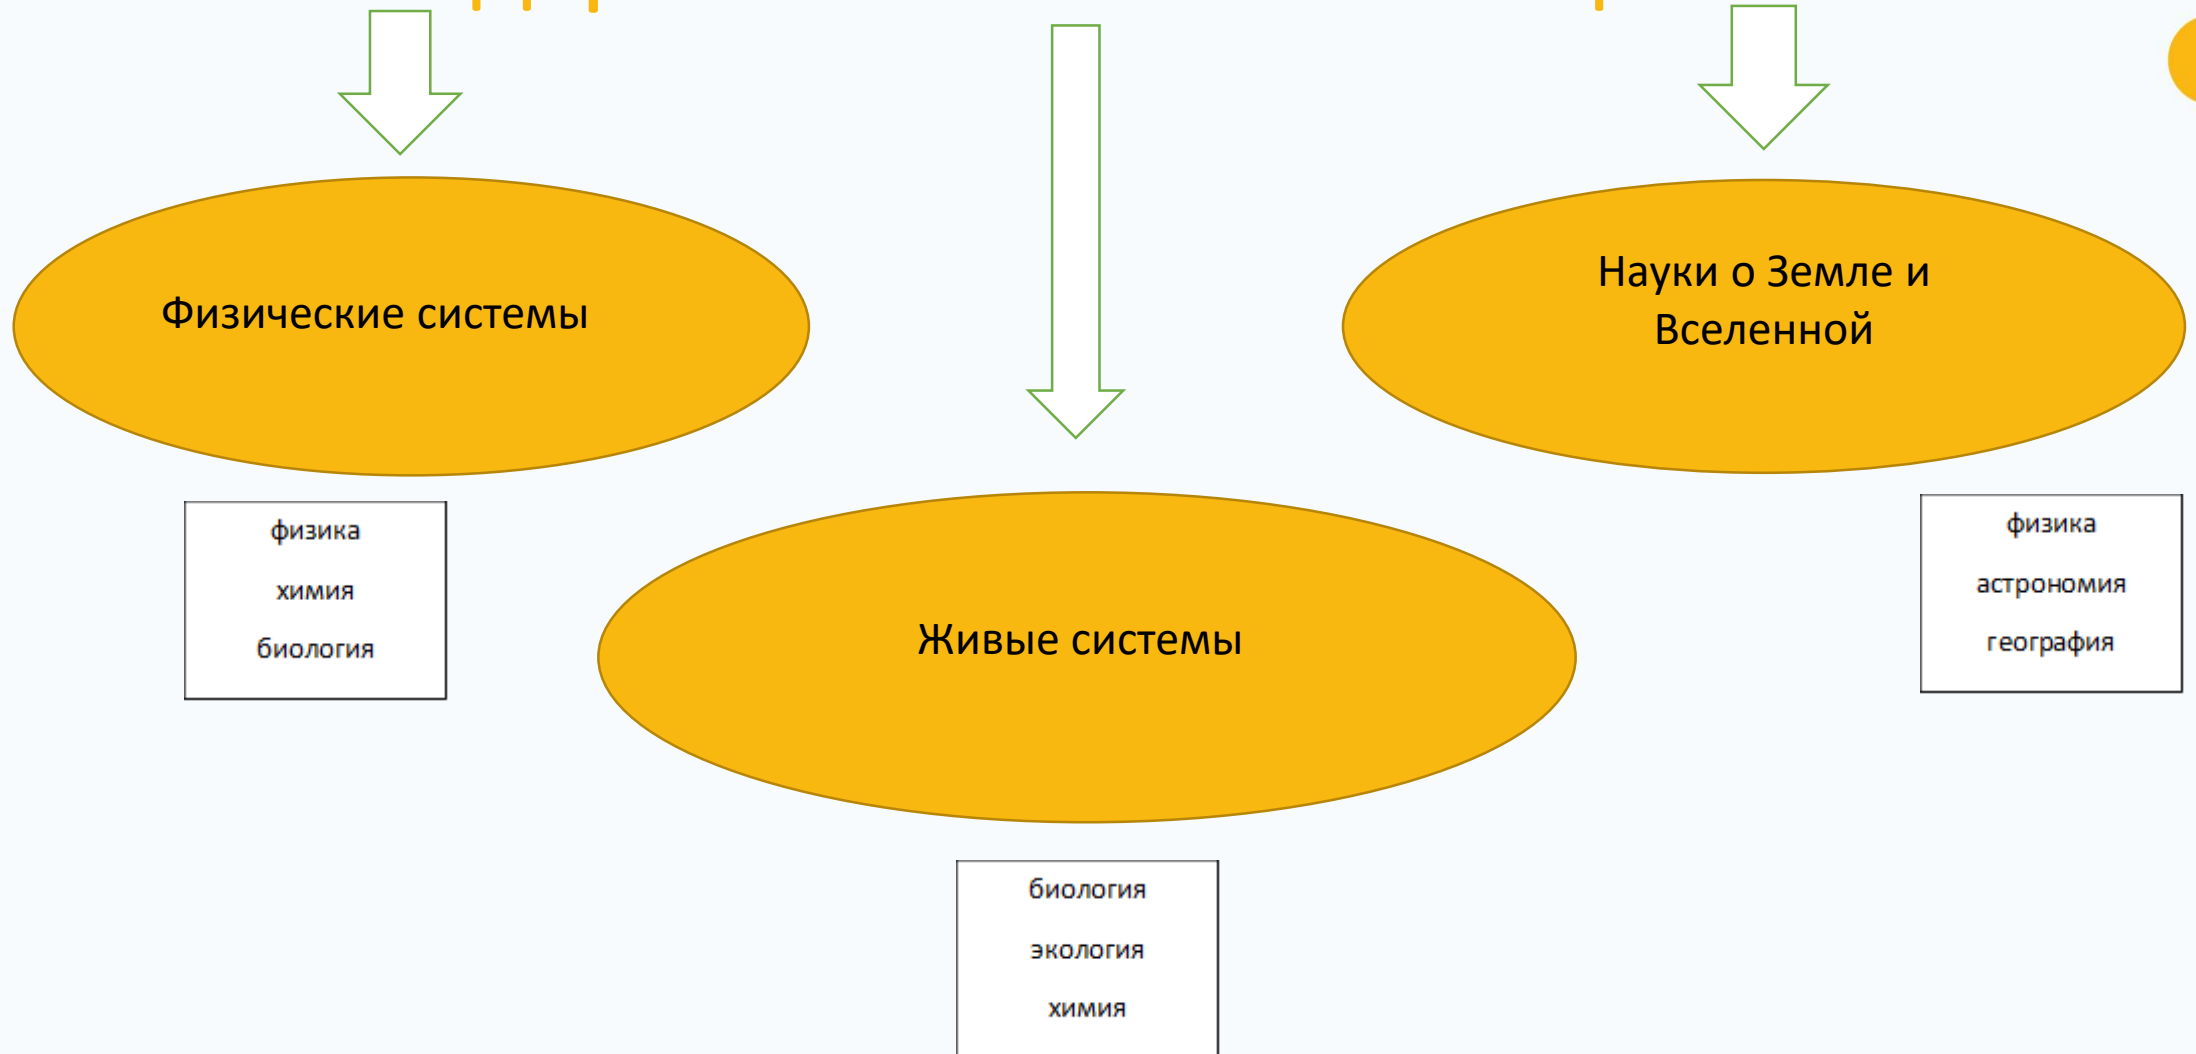 Физические системы
Науки о Земле и
Вселенной
физика
химия
биология
Живые системы
физика
астрономия
география
биология
экология
химия